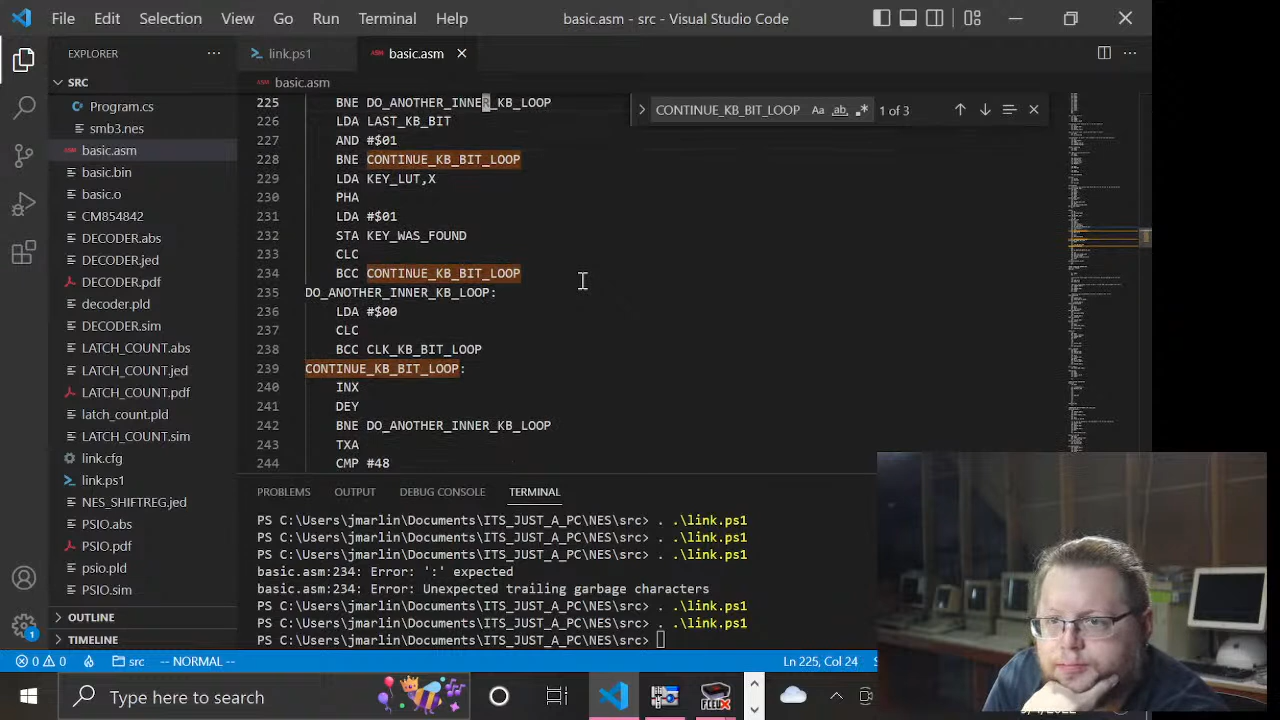 File Edit Selection View Go Run Terminal Help basic.asm - src - Visual Studio Code
EXPLORER
SRC
Program.cs
smb3.nes
basic.asm
basic.bin
basic.o
CM854842
DECODER.abs
DECODER.jed
DECODER.pdf
decoder.pld
DECODER.sim
LATCH_COUNT.abs
LATCH_COUNT.jed
LATCH_COUNT.pdf
latch_count.pld
LATCH_COUNT.sim
link.cfg
link.ps1
NES_SHIFTREG.jed
PSIO.abs
PSIO.pdf
psio.pld
PSIO.sim
OUTLINE
TIMELINE
link.ps1 ASM basic.asm
ASM basic.asm
CONTINUE_KB_BIT_LOOP Aa ab 1 of 3
225 BNE DO_ANOTHER_INNER_KB_LOOP
226 LDA LAST_KB_BIT
227
228 BNE CONTINUE_KB_BIT_LOOP
229 LDA KEY_LUT,X
230 PHA
231 LDA #$01
232 STA
233 CLC
234 BCC CONTINUE_KB_BIT_LOOP
235 DO_ANOTHER_INNER_KB_LOOP:
236 LDA #$00
237 CLC
238 BCC CLK_KB_BIT_LOOP
239 CONTINUE_KB_BIT_LOOP:
240 INX
241 DEY
242 BNE DO_ANOTHER_INNER_KB_LOOP
243 TXA
244 CMP #48
PROBLEMS OUTPUT DEBUG CONSOLE TERMINAL
PS C:\Users\jmarlin\Documents\ITS_JUST_A_PC\NES\src> . .\link.ps1
PS C:\Users\jmarlin\Documents\ITS_JUST_A_PC\NES\src> . .\link.ps1
PS C:\Users\jmarlin\Documents\ITS_JUST_A_PC\NES\src> . .\link.ps1
basic.asm:234: Error: ':' expected
basic.asm:234: Error: Unexpected trailing garbage characters
PS C:\Users\jmarlin\Documents\ITS_JUST_A_PC\NES\src> . .\link.ps1
PS C:\Users\jmarlin\Documents\ITS_JUST_A_PC\NES\src> . .\link.ps1
PS C:\Users\jmarlin\Documents\ITS_JUST_A_PC\NES\src>
1
0 0 src -- NORMAL -- Ln 225, Col 24
Type here to search